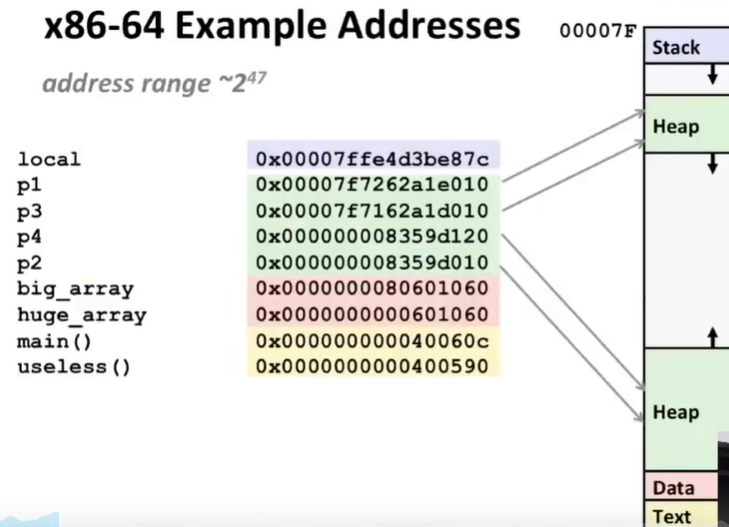 x86-64 Example Addresses
00007F
address range ~2^47
Stack
Heap
local 0x00007ffe4d3be87c
p1 0x00007f7262a1e010
p3 0x00007f7162a1d010
p4 0x000000008359d120
p2 0x000000008359d010
big_array 0x0000000080601060
huge_array 0x0000000000601060
main() 0x000000000040060c
useless() 0x0000000000400590
Heap
Data
Text